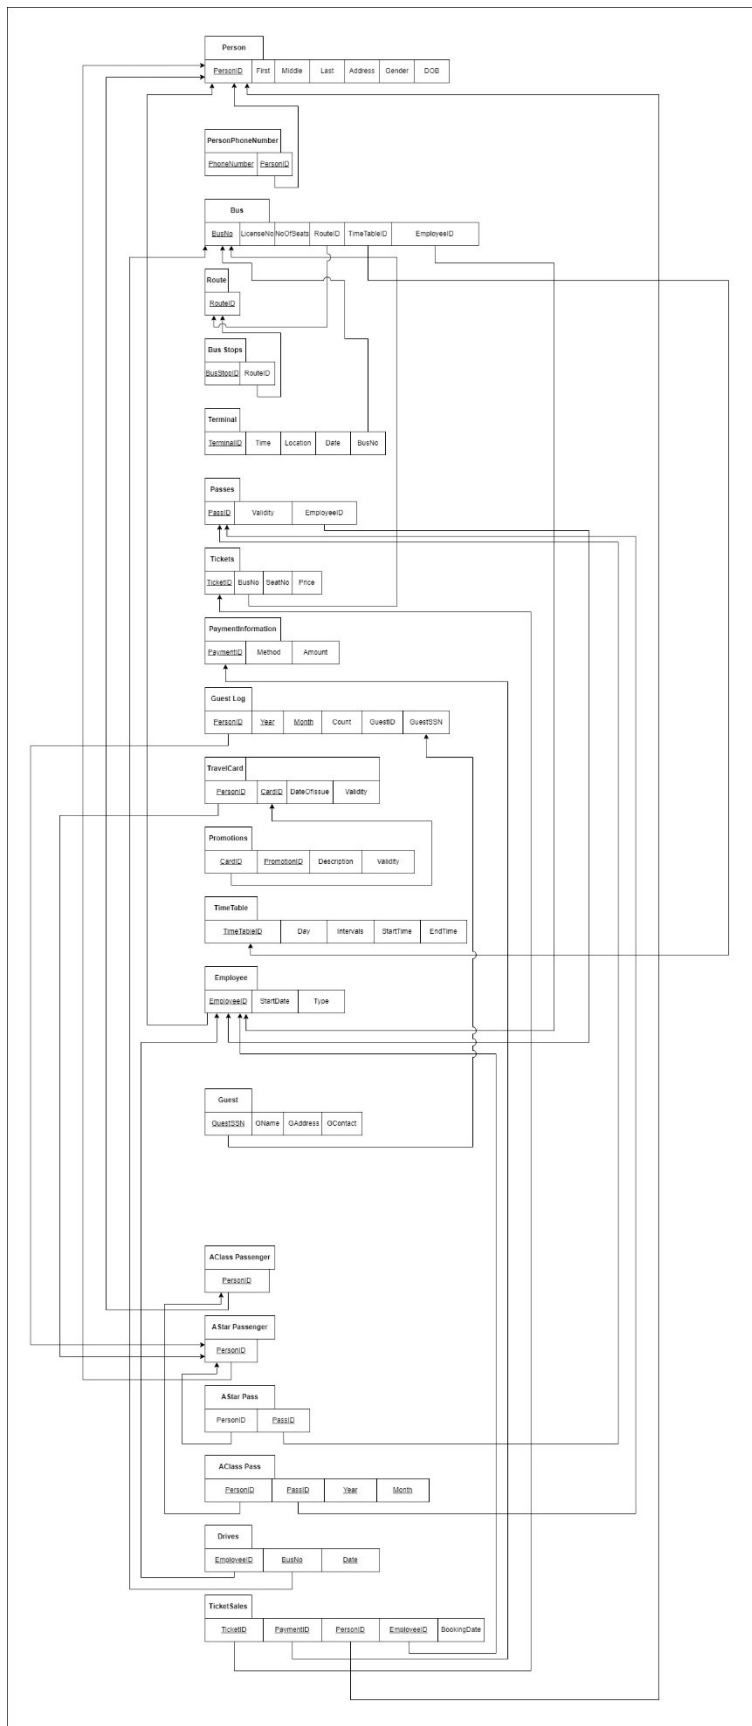 Person
PersonID First Middle Last Address Gender DOB
PersonPhoneNumber
PhoneNumber PersonID
Bus
BusNo LicenseNo NoOfSeats RouteID TimeTableID EmployeeID
Route
RouteID
Bus Stops
BusStopID RouteID
Terminal
TerminalID Time Location Date BusNo
Passes
PassID Validity EmployeeID
Tickets
TicketID BusNo SeatNo Price
PaymentInformation
PaymentID Method Amount
Guest Log
PersonID Year Month Count GuestID GuestSSN
TravelCard
PersonID CardID DateOfIssue Validity
Promotions
CardID PromotionID Description Validity
TimeTable
TimeTableID Day Intervals StartTime EndTime
Employee
EmployeeID StartDate Type
Guest
GuestSSN GName GAddress GContact
AClass Passenger
PersonID
AStar Passenger
PersonID
AStar Pass
PersonID PassID
AClass Pass
PersonID PassID Year Month
Drives
EmployeeID BusNo Date
TicketSales
TicketID PaymentID PersonID EmployeeID BookingDate